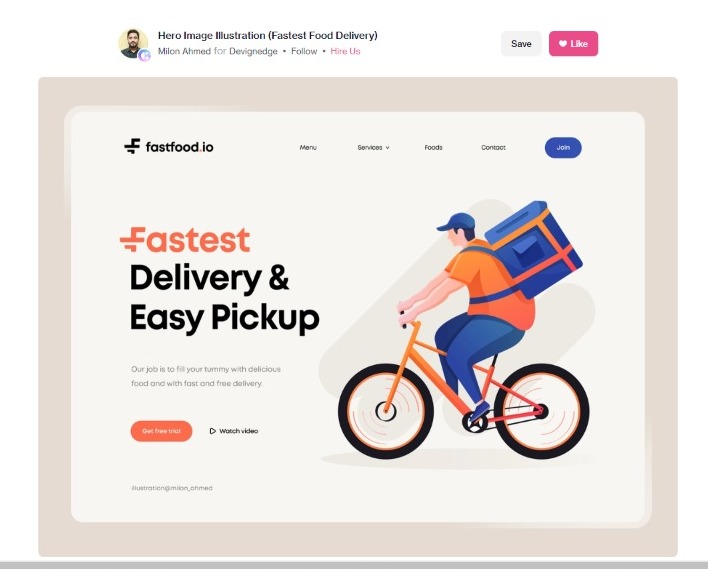 Hero Image Illustration (Fastest Food Delivery)
Milon Ahmed for Devignedge • Follow • Hire Us
Save
Like
fastfood.io
Menu
Services
Foods
Contact
Join
Fastest
Delivery &
Easy Pickup
Our job is to fill your tummy with delicious
food and with fast and free delivery.
Get free trial
Watch video
illustration@milon_ahmed